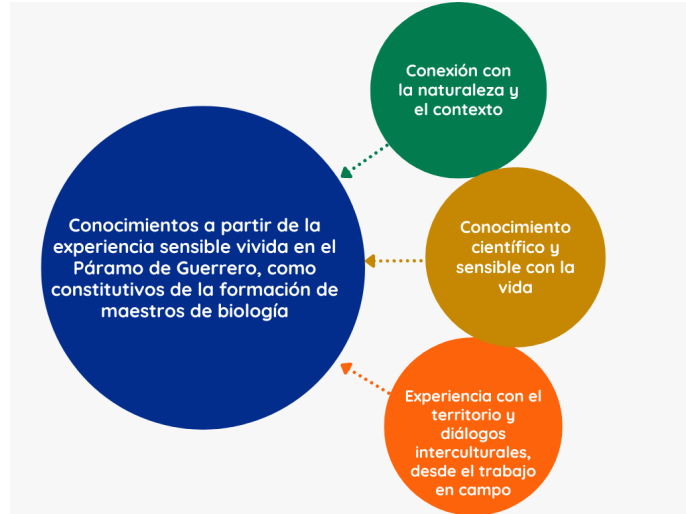 Conexión con
la naturaleza y
el contexto
Conocimientos a partir de la
experiencia sensible vivida en el
Páramo de Guerrero, como
constitutivos de la formación de
maestros de biología
Conocimiento
científico y
sensible con la
vida
Experiencia con el
territorio y
diálogos
interculturales,
desde el trabajo
en campo